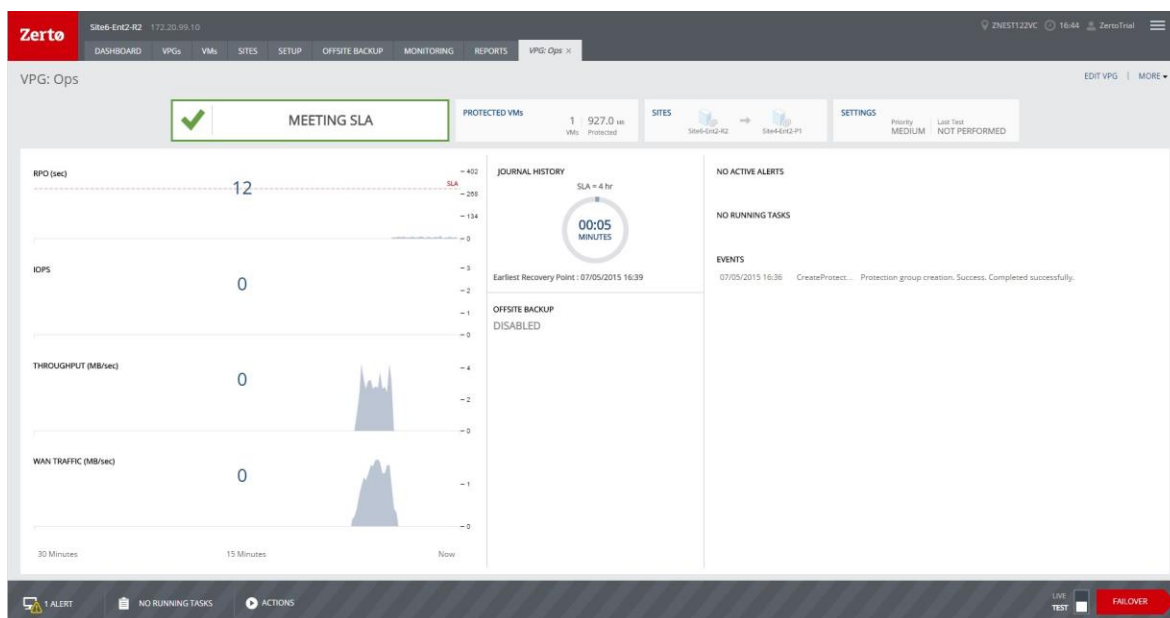 Zertø
Site6-Ent2-R2 172.20.99.10
ZNEST122VC 16:44 ZertoTrial
DASHBOARD VPGs VMs SITES SETUP OFFSITE BACKUP MONITORING REPORTS VPG: Ops ×
VPG: Ops
EDIT VPG | MORE
MEETING SLA
PROTECTED VMs
1 927.0 MB
VMs Protected
SITES
Site6-Ent2-R2 Site4-Ent2-P1
SETTINGS
Priority Last Test
MEDIUM NOT PERFORMED
RPO (sec)
12
402
SLA
268
134
0
IOPS
0
3
2
1
0
THROUGHPUT (MB/sec)
0
4
2
0
WAN TRAFFIC (MB/sec)
0
1
0
30 Minutes 15 Minutes Now
JOURNAL HISTORY
SLA = 4 hr
00:05
MINUTES
Earliest Recovery Point : 07/05/2015 16:39
OFFSITE BACKUP
DISABLED
NO ACTIVE ALERTS
NO RUNNING TASKS
EVENTS
07/05/2015 16:36 CreateProtect... Protection group creation. Success. Completed successfully.
1 ALERT NO RUNNING TASKS ACTIONS
LIVE
TEST
FAILOVER